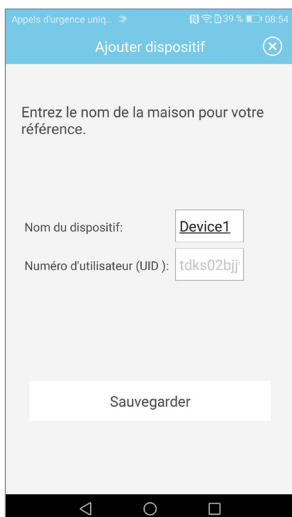 Appels d'urgence uniq... 39 % 08:54
Ajouter dispositif
Entrez le nom de la maison pour votre
référence.
Nom du dispositif: Device1
Numéro d'utilisateur (UID ): tdks02bjj
Sauvegarder